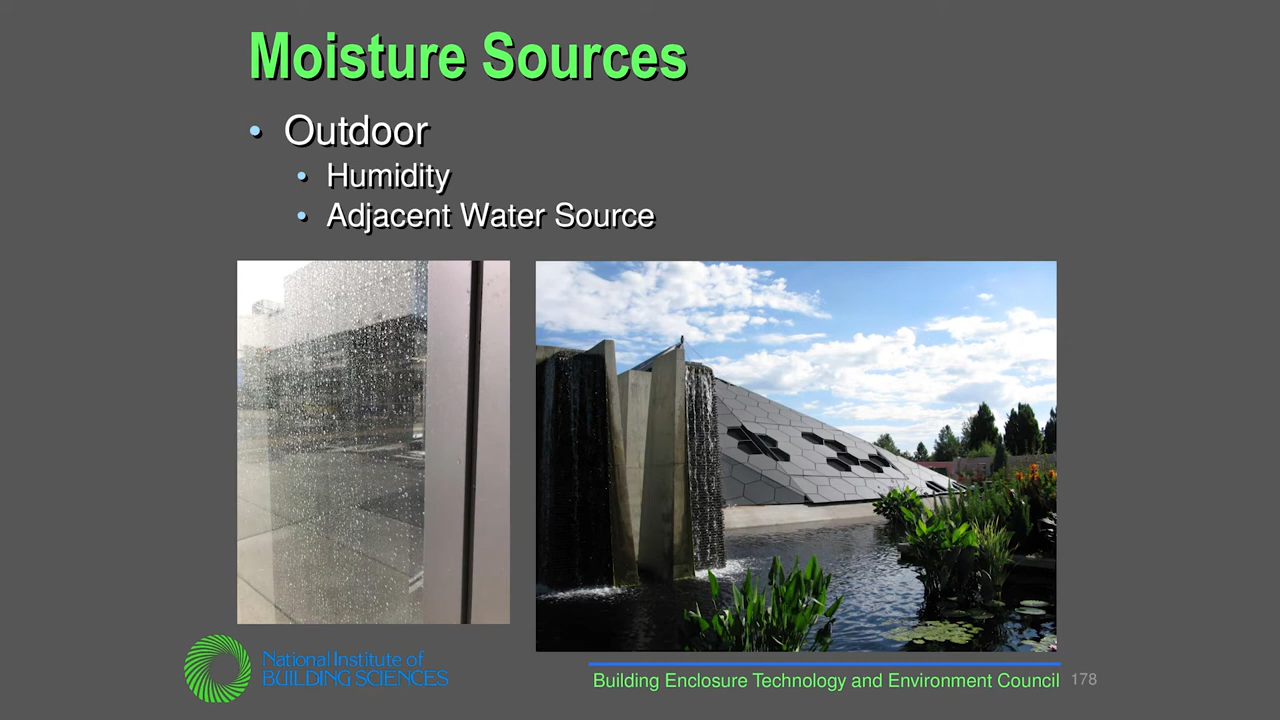 Moisture Sources
• Outdoor
• Humidity
• Adjacent Water Source
National Institute of
BUILDING SCIENCES
Building Enclosure Technology and Environment Council 178